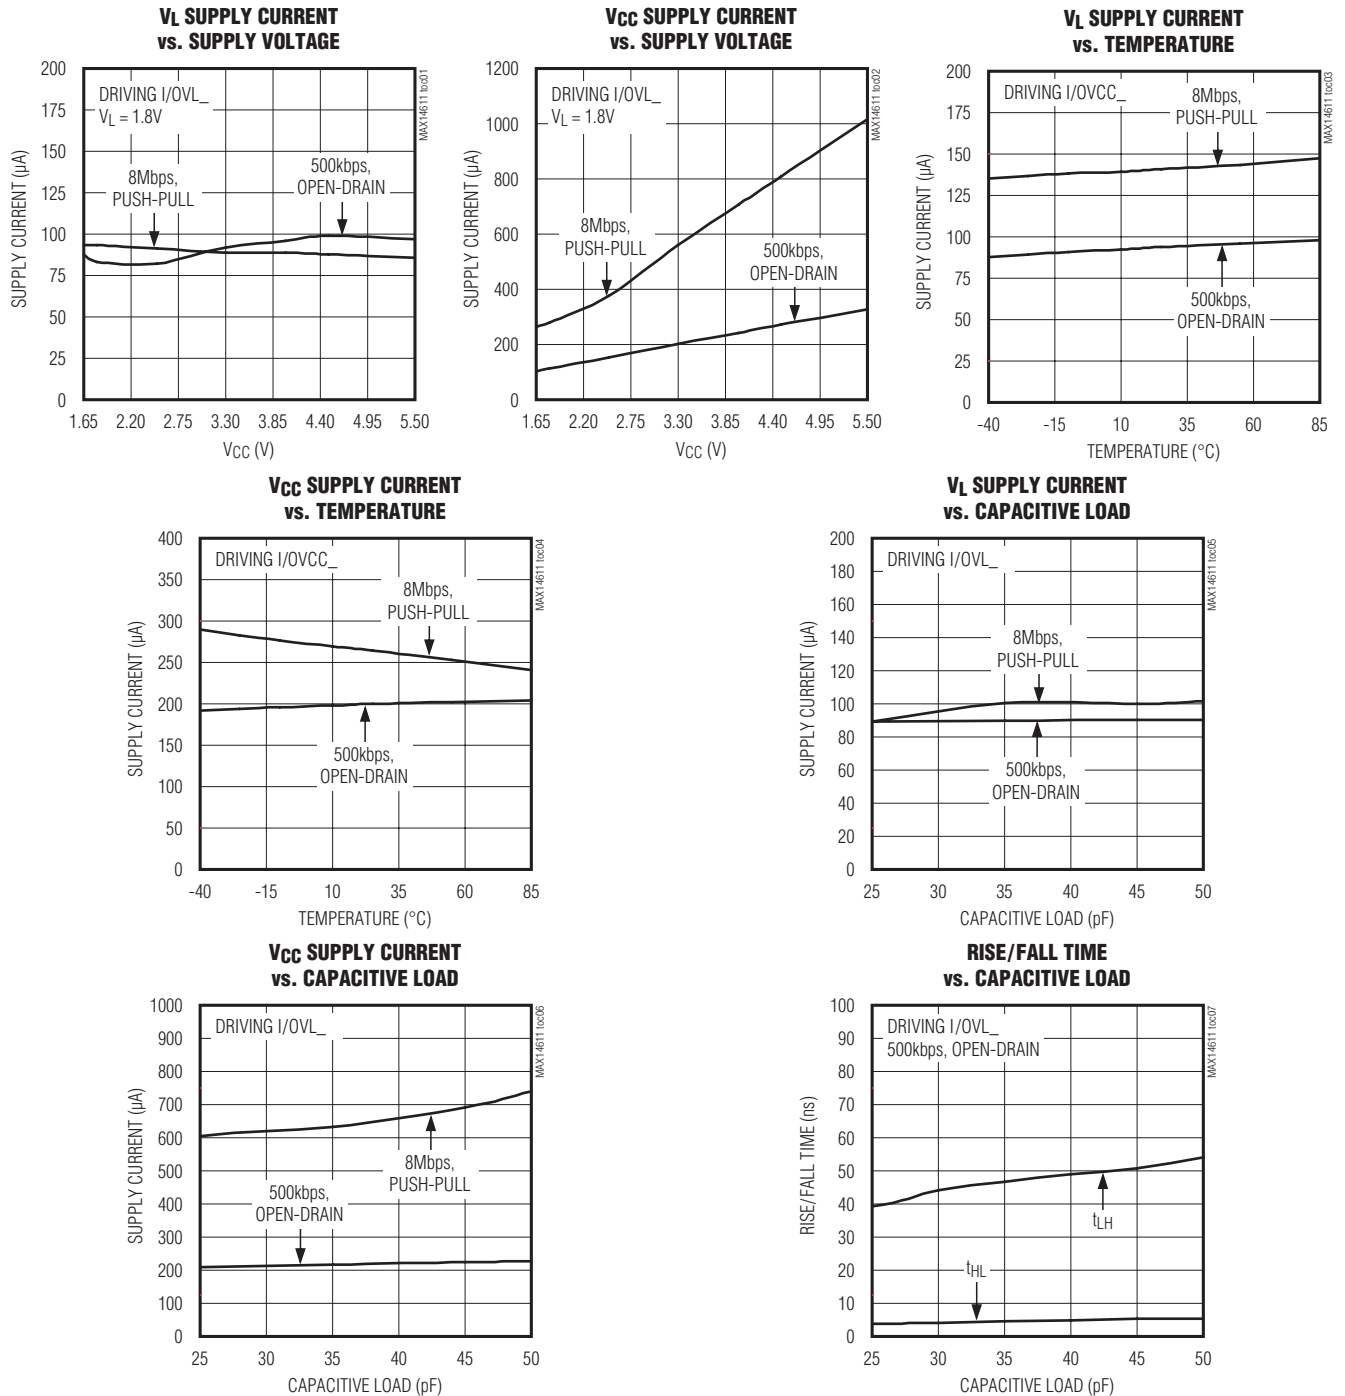 VL SUPPLY CURRENT
vs. SUPPLY VOLTAGE
SUPPLY CURRENT (µA)
200
175
150
125
100
75
50
25
0
DRIVING I/OVL_
VL = 1.8V
8Mbps,
PUSH-PULL
500kbps,
OPEN-DRAIN
MAX14611 toc01
1.65 2.20 2.75 3.30 3.85 4.40 4.95 5.50
VCC (V)
VCC SUPPLY CURRENT
vs. SUPPLY VOLTAGE
SUPPLY CURRENT (µA)
1200
1000
800
600
400
200
0
DRIVING I/OVL_
VL = 1.8V
8Mbps,
PUSH-PULL
500kbps,
OPEN-DRAIN
MAX14611 toc02
1.65 2.20 2.75 3.30 3.85 4.40 4.95 5.50
VCC (V)
VL SUPPLY CURRENT
vs. TEMPERATURE
SUPPLY CURRENT (µA)
200
175
150
125
100
75
50
25
0
DRIVING I/OVCC_
8Mbps,
PUSH-PULL
500kbps,
OPEN-DRAIN
MAX14611 toc03
-40 -15 10 35 60 85
TEMPERATURE (°C)
VCC SUPPLY CURRENT
vs. TEMPERATURE
SUPPLY CURRENT (µA)
400
350
300
250
200
150
100
50
0
DRIVING I/OVCC_
8Mbps,
PUSH-PULL
500kbps,
OPEN-DRAIN
MAX14611 toc04
-40 -15 10 35 60 85
TEMPERATURE (°C)
VL SUPPLY CURRENT
vs. CAPACITIVE LOAD
SUPPLY CURRENT (µA)
200
180
160
140
120
100
80
60
40
20
0
DRIVING I/OVL_
8Mbps,
PUSH-PULL
500kbps,
OPEN-DRAIN
MAX14611 toc05
25 30 35 40 45 50
CAPACITIVE LOAD (pF)
VCC SUPPLY CURRENT
vs. CAPACITIVE LOAD
SUPPLY CURRENT (µA)
1000
900
800
700
600
500
400
300
200
100
0
DRIVING I/OVL_
8Mbps,
PUSH-PULL
500kbps,
OPEN-DRAIN
MAX14611 toc06
25 30 35 40 45 50
CAPACITIVE LOAD (pF)
RISE/FALL TIME
vs. CAPACITIVE LOAD
RISE/FALL TIME (ns)
100
90
80
70
60
50
40
30
20
10
0
DRIVING I/OVL_
500kbps, OPEN-DRAIN
tLH
tHL
MAX14611 toc07
25 30 35 40 45 50
CAPACITIVE LOAD (pF)